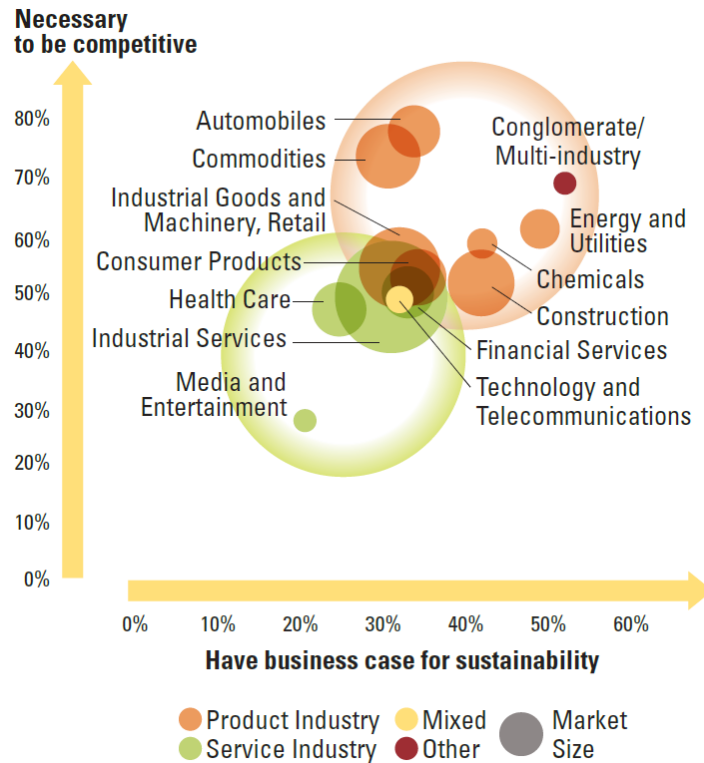 Necessary
to be competitive
80%
70%
60%
50%
40%
30%
20%
10%
0%
Automobiles
Commodities
Industrial Goods and
Machinery, Retail
Consumer Products
Health Care
Industrial Services
Media and
Entertainment
Conglomerate/
Multi-industry
Energy and
Utilities
Chemicals
Construction
Financial Services
Technology and
Telecommunications
0% 10% 20% 30% 40% 50% 60%
Have business case for sustainability
Product Industry
Service Industry
Mixed
Other
Market
Size